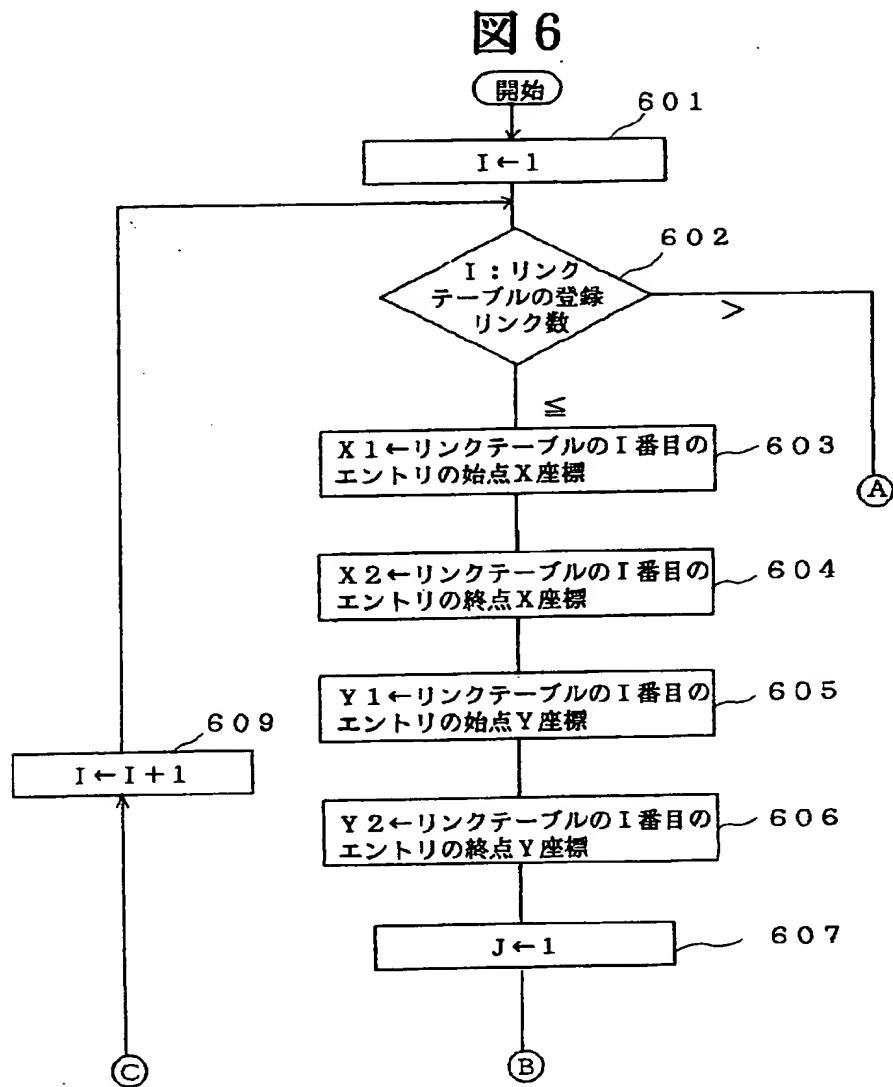 図6
開始
601
I←1
602
I:リンク
テーブルの登録
リンク数
>
≦
X1←リンクテーブルのI番目の
エントリの始点X座標
603
A
X2←リンクテーブルのI番目の
エントリの終点X座標
604
Y1←リンクテーブルのI番目の
エントリの始点Y座標
605
609
I←I+1
Y2←リンクテーブルのI番目の
エントリの終点Y座標
606
J←1
607
C
B